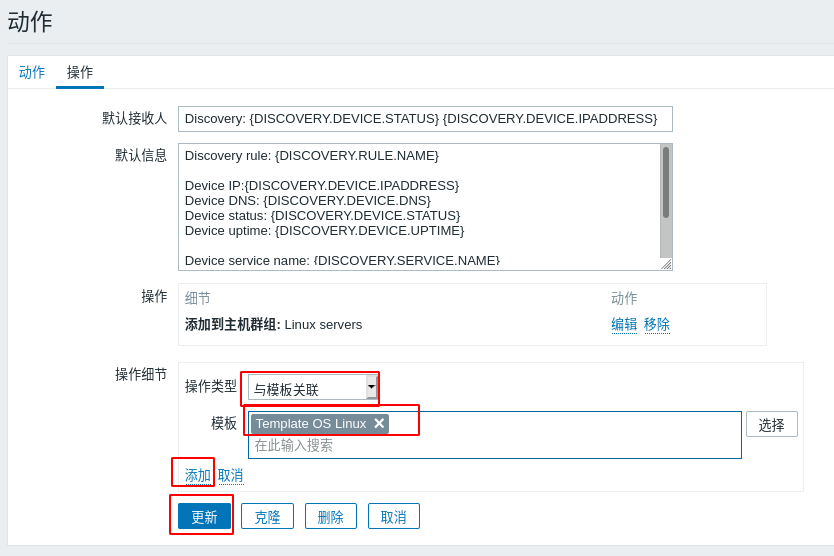 动作
动作 操作
默认接收人 Discovery: {DISCOVERY.DEVICE.STATUS} {DISCOVERY.DEVICE.IPADDRESS}
默认信息 Discovery rule: {DISCOVERY.RULE.NAME}
Device IP:{DISCOVERY.DEVICE.IPADDRESS}
Device DNS: {DISCOVERY.DEVICE.DNS}
Device status: {DISCOVERY.DEVICE.STATUS}
Device uptime: {DISCOVERY.DEVICE.UPTIME}
Device service name: {DISCOVERY.SERVICE.NAME}
操作 细节 动作
添加到主机群组: Linux servers 编辑 移除
操作细节
操作类型 与模板关联
模板 Template OS Linux 选择
在此输入搜索
添加 取消
更新 克隆 删除 取消